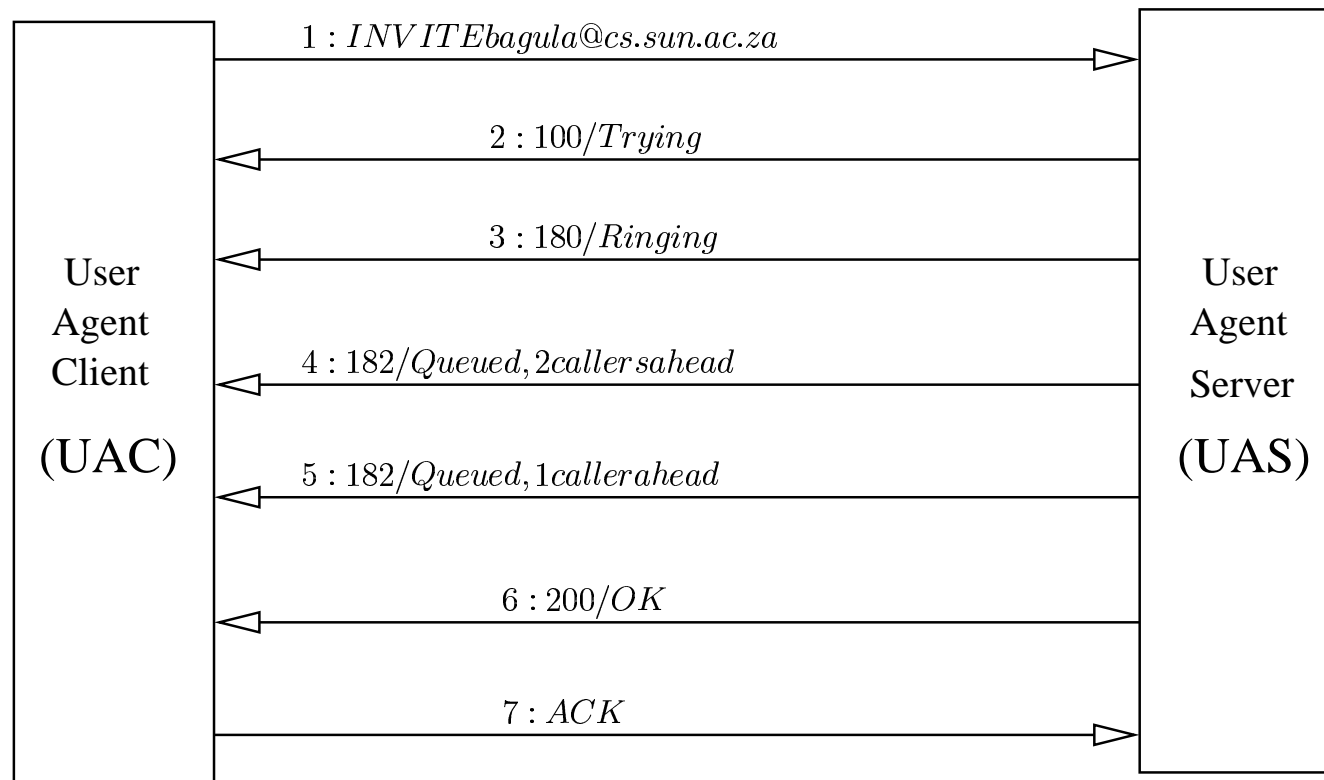 1 : INVITEbagula@cs.sun.ac.za
2 : 100/Trying
3 : 180/Ringing
4 : 182/Queued, 2callersahead
5 : 182/Queued, 1callerahead
6 : 200/OK
7 : ACK
User
Agent
Client
(UAC)
User
Agent
Server
(UAS)